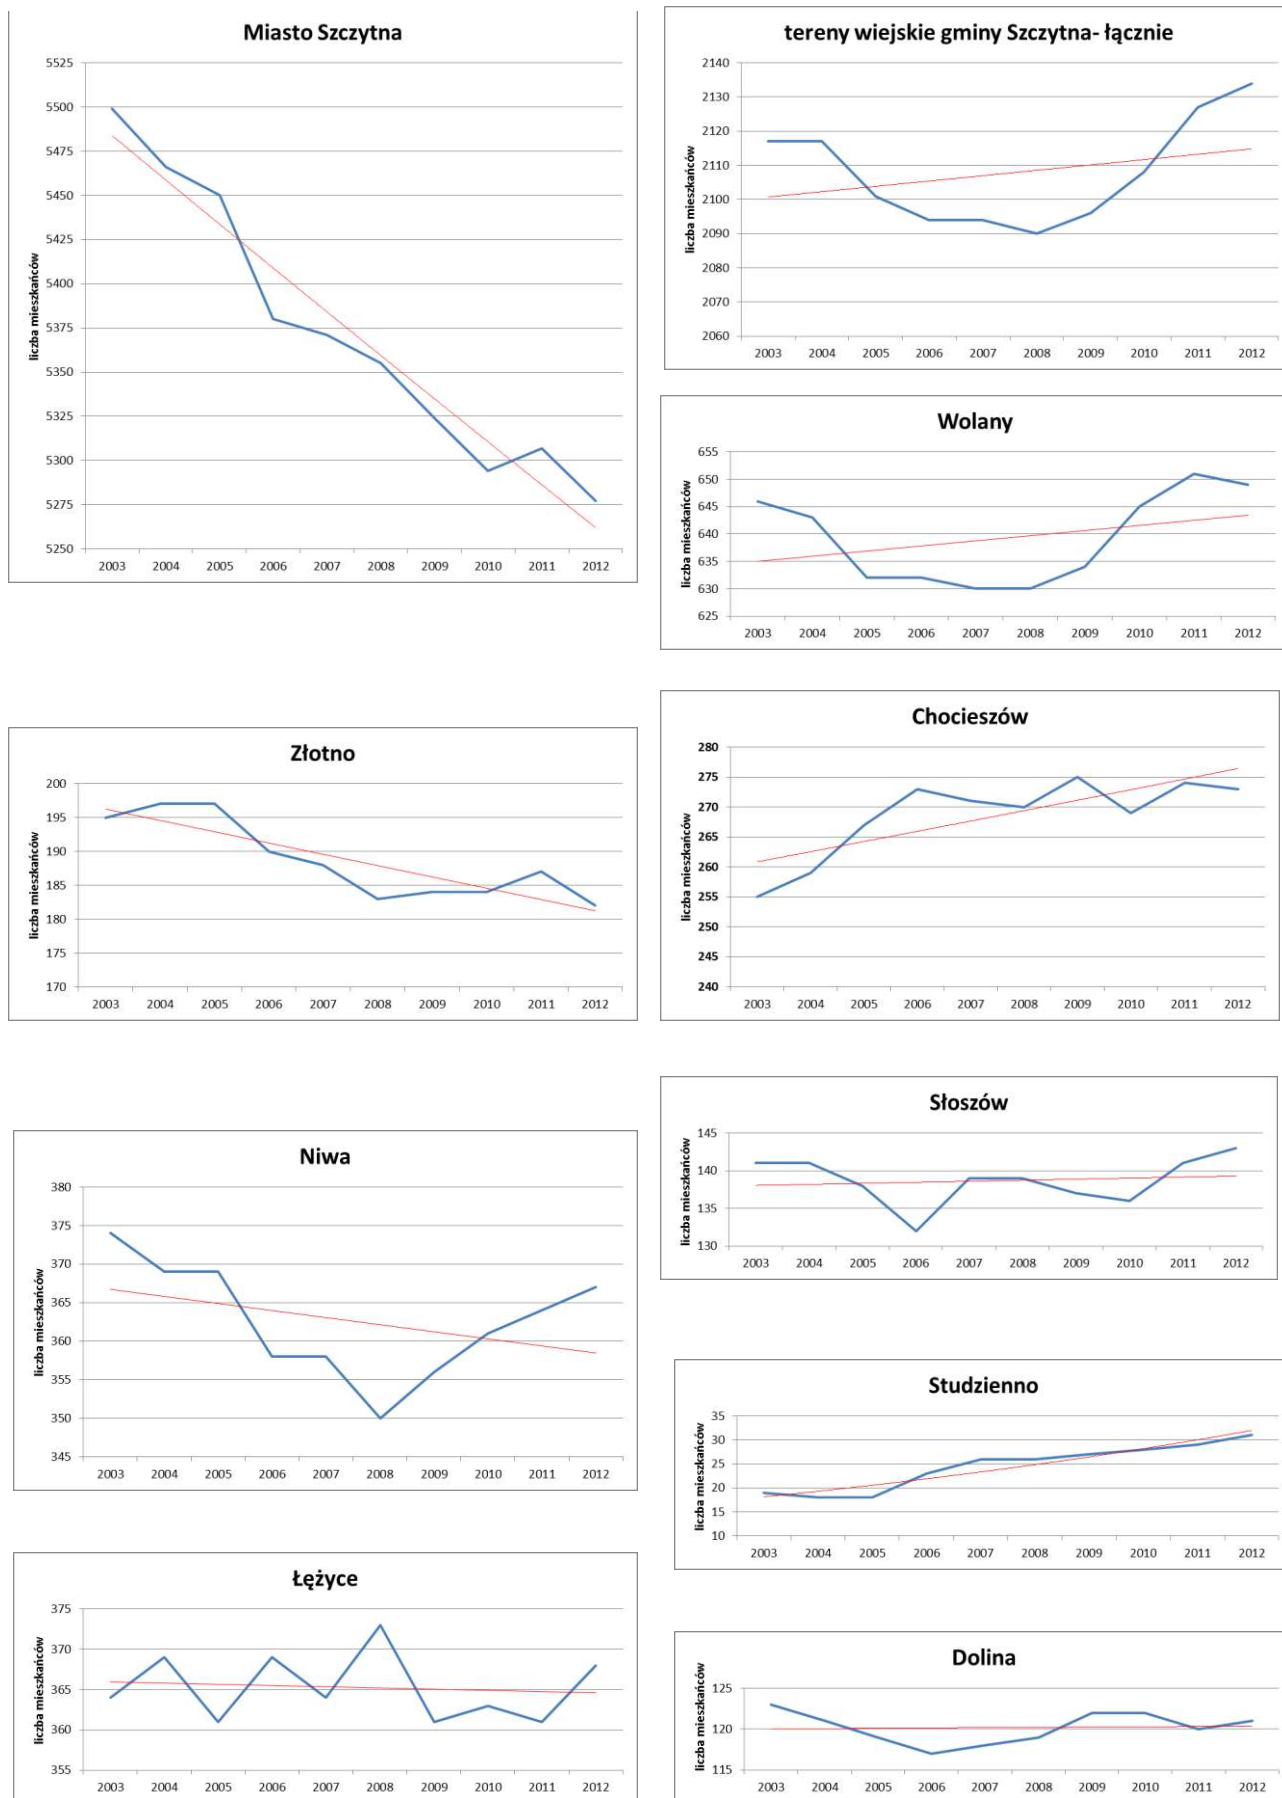 Miasto Szczytna
5525
5500
5475
5450
5425
5400
5375
5350
5325
5300
5275
5250
liczba mieszkańców
2003 2004 2005 2006 2007 2008 2009 2010 2011 2012
tereny wiejskie gminy Szczytna- łącznie
2140
2130
2120
2110
2100
2090
2080
2070
2060
liczba mieszkańców
2003 2004 2005 2006 2007 2008 2009 2010 2011 2012
Wolany
655
650
645
640
635
630
625
liczba mieszkańców
2003 2004 2005 2006 2007 2008 2009 2010 2011 2012
Złotno
200
195
190
185
180
175
170
liczba mieszkańców
2003 2004 2005 2006 2007 2008 2009 2010 2011 2012
Chocieszów
280
275
270
265
260
255
250
245
240
liczba mieszkańców
2003 2004 2005 2006 2007 2008 2009 2010 2011 2012
Niwa
380
375
370
365
360
355
350
345
liczba mieszkańców
2003 2004 2005 2006 2007 2008 2009 2010 2011 2012
Słoszów
145
140
135
130
liczba mieszkańców
2003 2004 2005 2006 2007 2008 2009 2010 2011 2012
Studzienno
35
30
25
20
15
10
liczba mieszkańców
2003 2004 2005 2006 2007 2008 2009 2010 2011 2012
Łężyce
375
370
365
360
355
liczba mieszkańców
2003 2004 2005 2006 2007 2008 2009 2010 2011 2012
Dolina
125
120
115
liczba mieszkańców
2003 2004 2005 2006 2007 2008 2009 2010 2011 2012